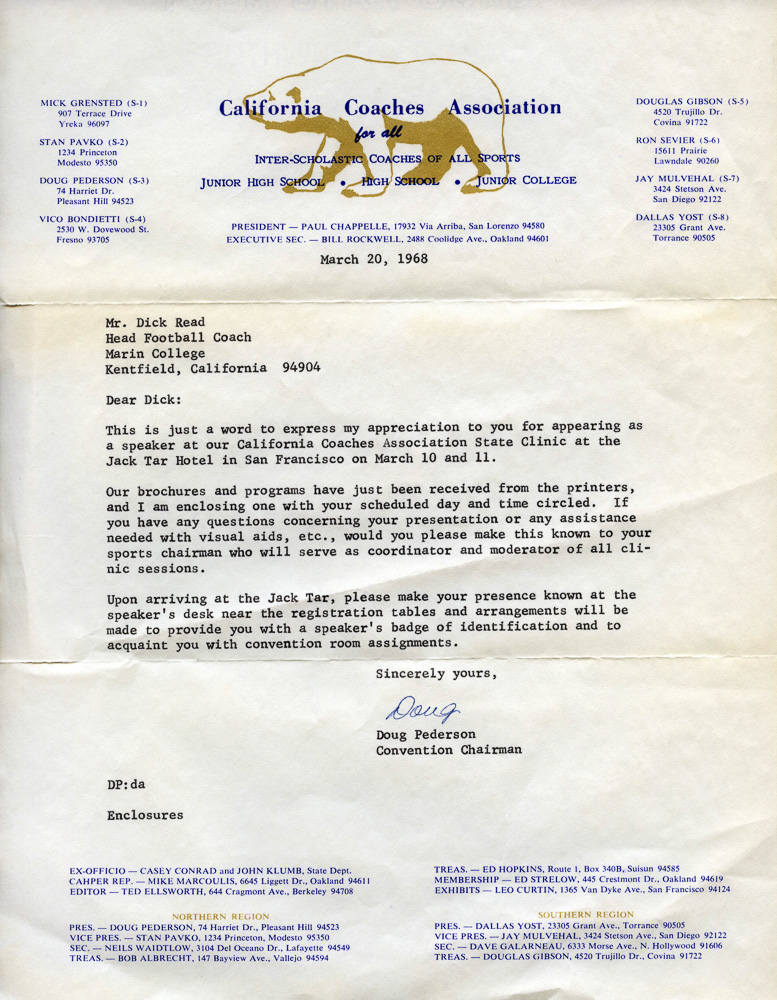 MICK GRENSTED (S-1)
907 Terrace Drive
Yreka 96097
STAN PAVKO (S-2)
1234 Princeton
Modesto 95350
DOUG PEDERSON (S-3)
74 Harriet Dr.
Pleasant Hill 94523
VICO BONDIETTI (S-4)
2530 W. Dovewood St.
Fresno 93705
California Coaches Association
for all
INTER-SCHOLASTIC COACHES OF ALL SPORTS
JUNIOR HIGH SCHOOL • HIGH SCHOOL • JUNIOR COLLEGE
PRESIDENT — PAUL CHAPPELLE, 17932 Via Arriba, San Lorenzo 94580
EXECUTIVE SEC. — BILL ROCKWELL, 2488 Coolidge Ave., Oakland 94601
DOUGLAS GIBSON (S-5)
4520 Trujillo Dr.
Covina 91722
RON SEVIER (S-6)
15611 Prairie
Lawndale 90260
JAY MULVEHAL (S-7)
3424 Stetson Ave.
San Diego 92122
DALLAS YOST (S-8)
23305 Grant Ave.
Torrance 90505
March 20, 1968
Mr. Dick Read
Head Football Coach
Marin College
Kentfield, California 94904
Dear Dick:
This is just a word to express my appreciation to you for appearing as
a speaker at our California Coaches Association State Clinic at the
Jack Tar Hotel in San Francisco on March 10 and 11.
Our brochures and programs have just been received from the printers,
and I am enclosing one with your scheduled day and time circled. If
you have any questions concerning your presentation or any assistance
needed with visual aids, etc., would you please make this known to your
sports chairman who will serve as coordinator and moderator of all cli-
nic sessions.
Upon arriving at the Jack Tar, please make your presence known at the
speaker's desk near the registration tables and arrangements will be
made to provide you with a speaker's badge of identification and to
acquaint you with convention room assignments.
Sincerely yours,
Doug
Doug Pederson
Convention Chairman
DP:da
Enclosures
EX-OFFICIO — CASEY CONRAD and JOHN KLUMB, State Dept.
CAHPER REP. — MIKE MARCOULIS, 6645 Liggett Dr., Oakland 94611
EDITOR — TED ELLSWORTH, 644 Cragmont Ave., Berkeley 94708
TREAS. — ED HOPKINS, Route 1, Box 340B, Suisun 94585
MEMBERSHIP — ED STRELOW, 445 Crestmont Dr., Oakland 94619
EXHIBITS — LEO CURTIN, 1365 Van Dyke Ave., San Francisco 94124
NORTHERN REGION
PRES. — DOUG PEDERSON, 74 Harriet Dr., Pleasant Hill 94523
VICE PRES. — STAN PAVKO, 1234 Princeton, Modesto 95350
SEC. — NEILS WAIDTLOW, 3104 Del Oceano Dr., Lafayette 94549
TREAS. — BOB ALBRECHT, 147 Bayview Ave., Vallejo 94594
SOUTHERN REGION
PRES. — DALLAS YOST, 23305 Grant Ave., Torrance 90505
VICE PRES. — JAY MULVEHAL, 3424 Stetson Ave., San Diego 92122
SEC. — DAVE GALARNEAU, 6333 Morse Ave., N. Hollywood 91606
TREAS. — DOUGLAS GIBSON, 4520 Trujillo Dr., Covina 91722